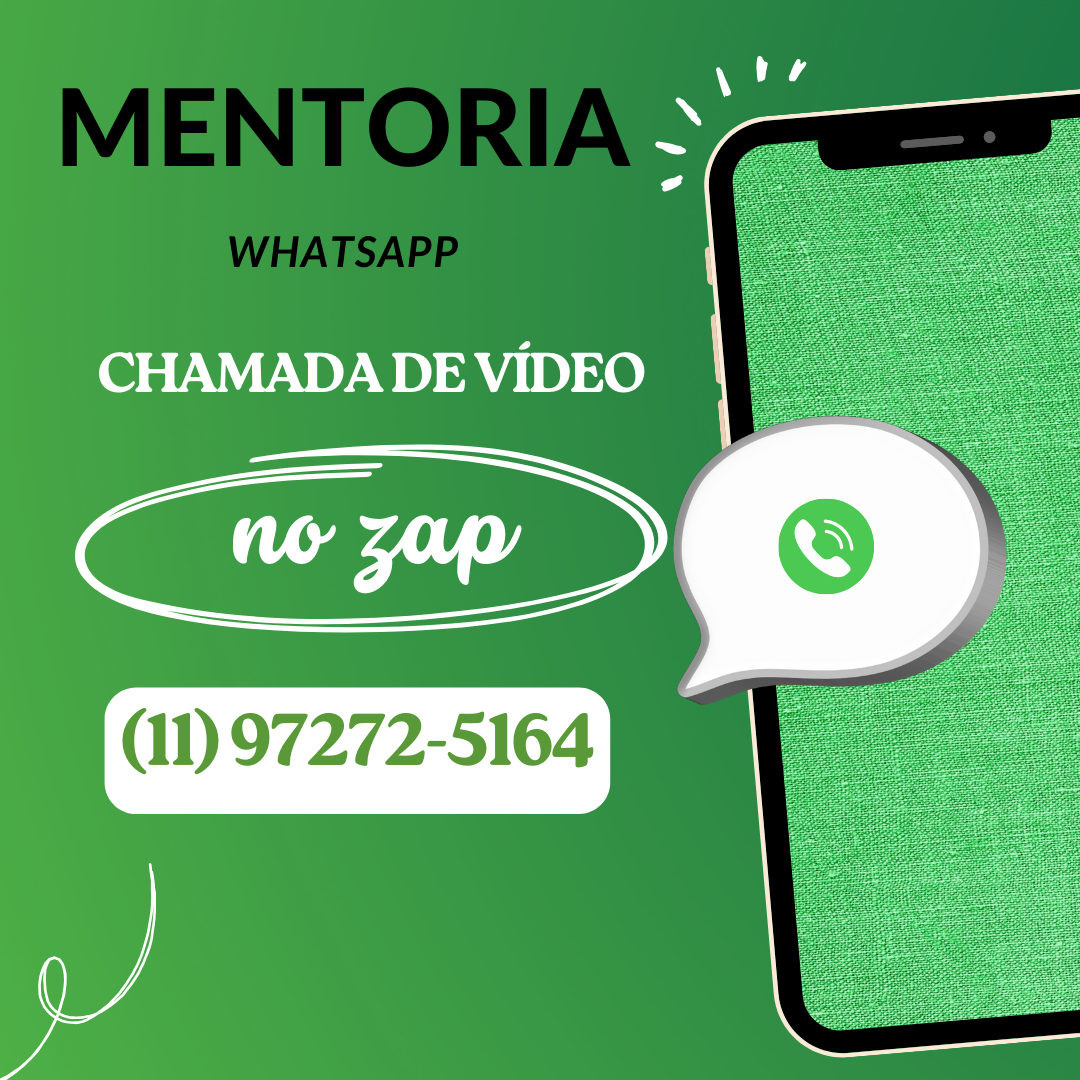 MENTORIA
WHATSAPP
CHAMADA DE VÍDEO
no zap
(11) 97272-5164